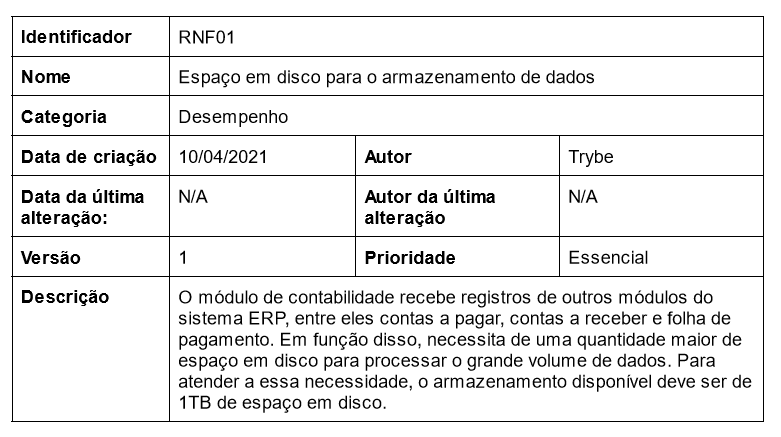 Identificador RNF01
Nome Espaço em disco para o armazenamento de dados
Categoria Desempenho
Data de criação 10/04/2021 Autor Trybe
Data da última N/A Autor da última N/A
alteração: alteração
Versão 1 Prioridade Essencial
Descrição O módulo de contabilidade recebe registros de outros módulos do
sistema ERP, entre eles contas a pagar, contas a receber e folha de
pagamento. Em função disso, necessita de uma quantidade maior de
espaço em disco para processar o grande volume de dados. Para
atender a essa necessidade, o armazenamento disponível deve ser de
1TB de espaço em disco.